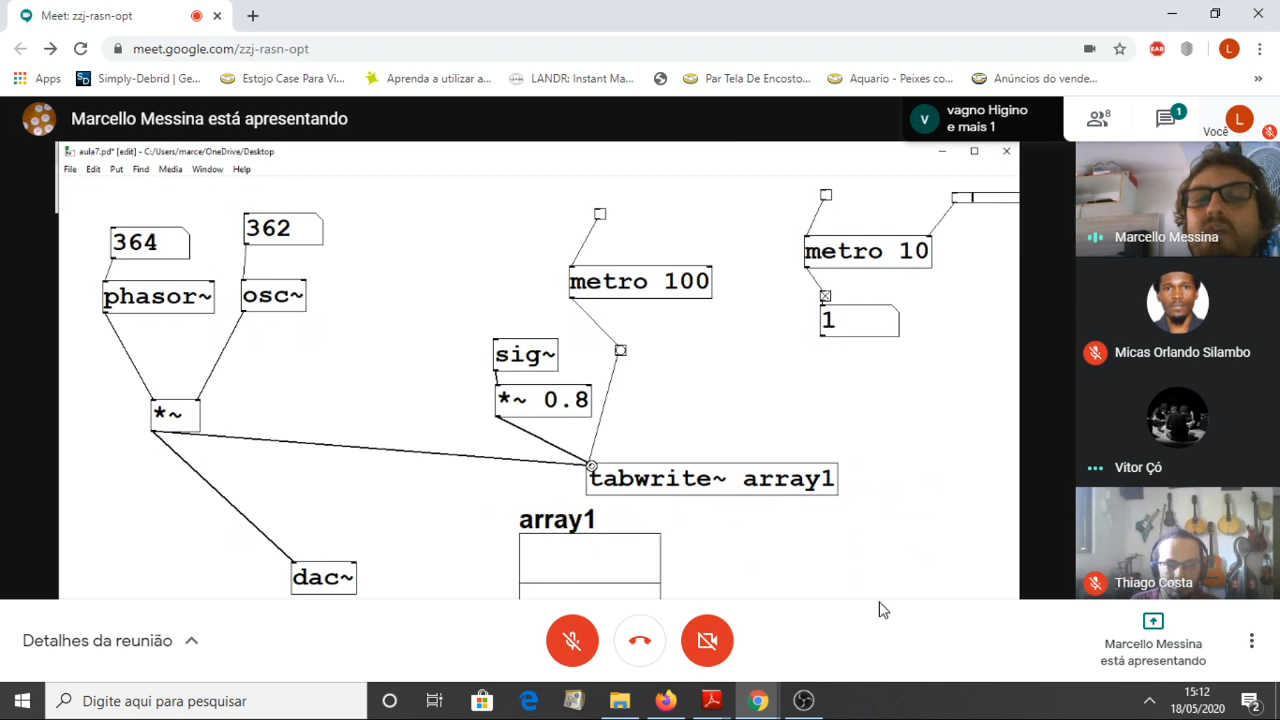 Meet: zzj-rasn-opt
meet.google.com/zzj-rasn-opt
L
Apps
Simply-Debrid | Ge...
Estojo Case Para Vi...
Aprenda a utilizar a...
LANDR: Instant Ma...
Par Tela De Encosto...
Aquario - Peixes co...
Anúncios do vende...
»
Marcello Messina está apresentando
v
vagno Higino
e mais 1
8
1
L
Você
aula7.pd* [edit] - C:/Users/marce/OneDrive/Desktop
File Edit Put Find Media Window Help
364
362
phasor~
osc~
metro 100
metro 10
1
sig~
*~ 0.8
*~
tabwrite~ array1
array1
dac~
Marcello Messina
Micas Orlando Silambo
Vitor Çó
Thiago Costa
Detalhes da reunião
Marcello Messina
está apresentando
Digite aqui para pesquisar
15:12
18/05/2020
2